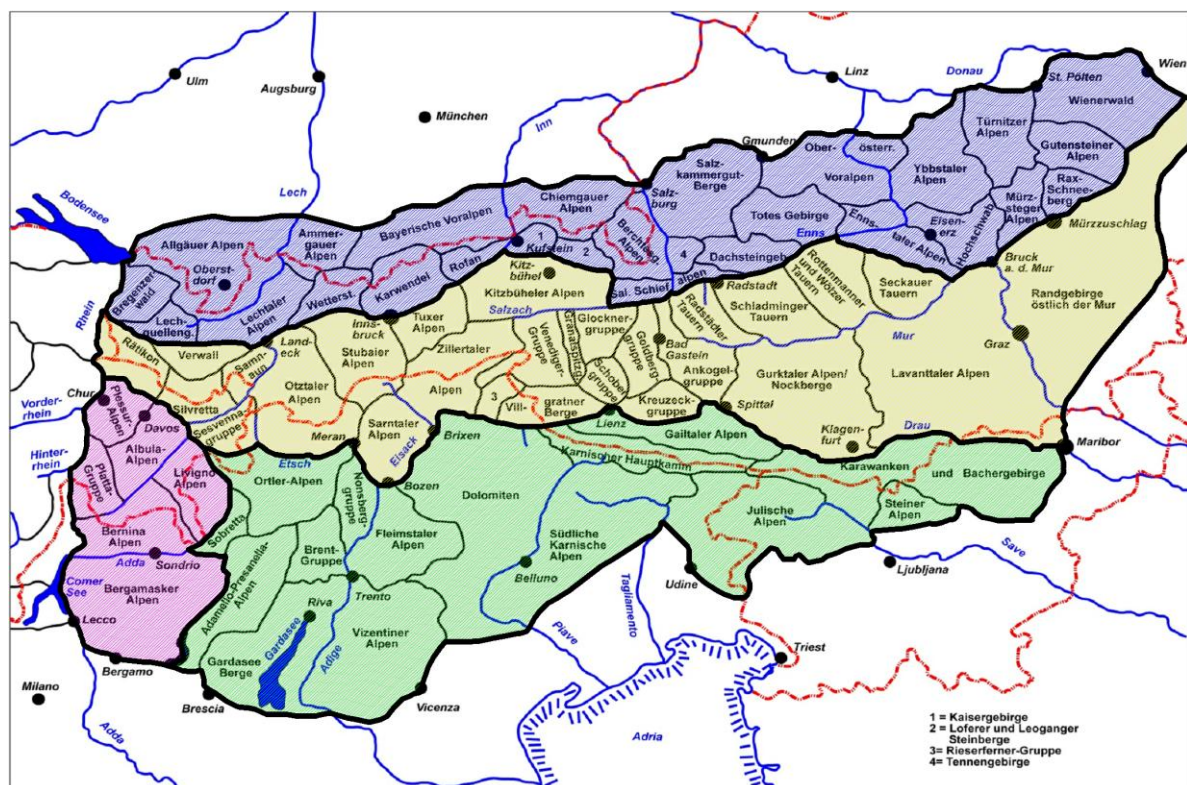 Ulm
Augsburg
München
Linz
Donau
St. Pölten
Wien
Wienerwald
Inn
Gmunden
Ober-
österr.
Voralpen
Türnitzer
Alpen
Gutensteiner
Alpen
Ybbstaler
Alpen
Salz-
kammergut-
Berge
Salz-
burg
Lech
Bodensee
Chiemgauer
Alpen
Bayerische Voralpen
Ammer-
gauer
Alpen
Allgäuer Alpen
Oberst-
dorf
Berchtesg.
Alpen
Totes Gebirge
Enns
Enns-
taler Alpen
Eisen-
erz
Hochschwab
Mürz-
steger
Alpen
Rax-
Schnee-
berg
Mürzzuschlag
Bregenzer
wald
Lech-
quelleng.
Lechtaler
Alpen
Wetterst.
Karwendel
Rofan
Kufstein
1
2
4
Dachsteingeb.
Sal. Schief
alpen
Kitz-
bühel
Kitzbüheler Alpen
Salzach
Radstadt
Radstädter
Tauern
Schladminger
Tauern
Rottenmanner
und Wölzer
Tauern
Seckauer
Tauern
Bruck
a. d. Mur
Randgebirge
östlich der Mur
Graz
Mur
Lavanttaler Alpen
Rhein
Rätikon
Verwall
Samn-
aun
Land-
eck
Inns-
bruck
Tuxer
Alpen
Stubaier
Alpen
Zillertaler
Alpen
Venediger-
Gruppe
Granatspitzg.
Glockner-
gruppe
Goldberg
Gruppe
Schober
gruppe
Bad
Gastein
Ankogel-
gruppe
Kreuzeck-
gruppe
Gurktaler Alpen/
Nockberge
Spittal
Klagen-
furt
Drau
Maribor
Chur
Vorder-
rhein
Hinter-
rhein
Plessur-
Alpen
Davos
Silvretta
Sesvenna-
gruppe
Otztaler
Alpen
Meran
Sarntaler
Alpen
Eisack
Brixen
3
Vill-
gratner
Berge
Lienz
Gailtaler Alpen
Karnischer Hauptkamm
Karawanken
und
Bachergebirge
Albula-
Alpen
Platta-
Gruppe
Livigno
Alpen
Etsch
Ortler-Alpen
Nonsberg-
gruppe
Bozen
Dolomiten
Julische
Alpen
Steiner
Alpen
Bernina
Alpen
Adda
Sondrio
Sobretta
Comer
See
Bergamasker
Alpen
Lecco
Adamello-Presanella-
Alpen
Brent-
Gruppe
Fleimstaler
Alpen
Südliche
Karnische
Alpen
Belluno
Trento
Riva
Gardasee
Gardasee
Berge
Adige
Vizentiner
Alpen
Udine
Tagliamento
Piave
Ljubljana
Save
Triest
Bergamo
Milano
Adda
Brescia
Vicenza
Adria
1 = Kaisergebirge
2 = Loferer und Leoganger
Steinberge
3= Rieserferner-Gruppe
4= Tennengebirge